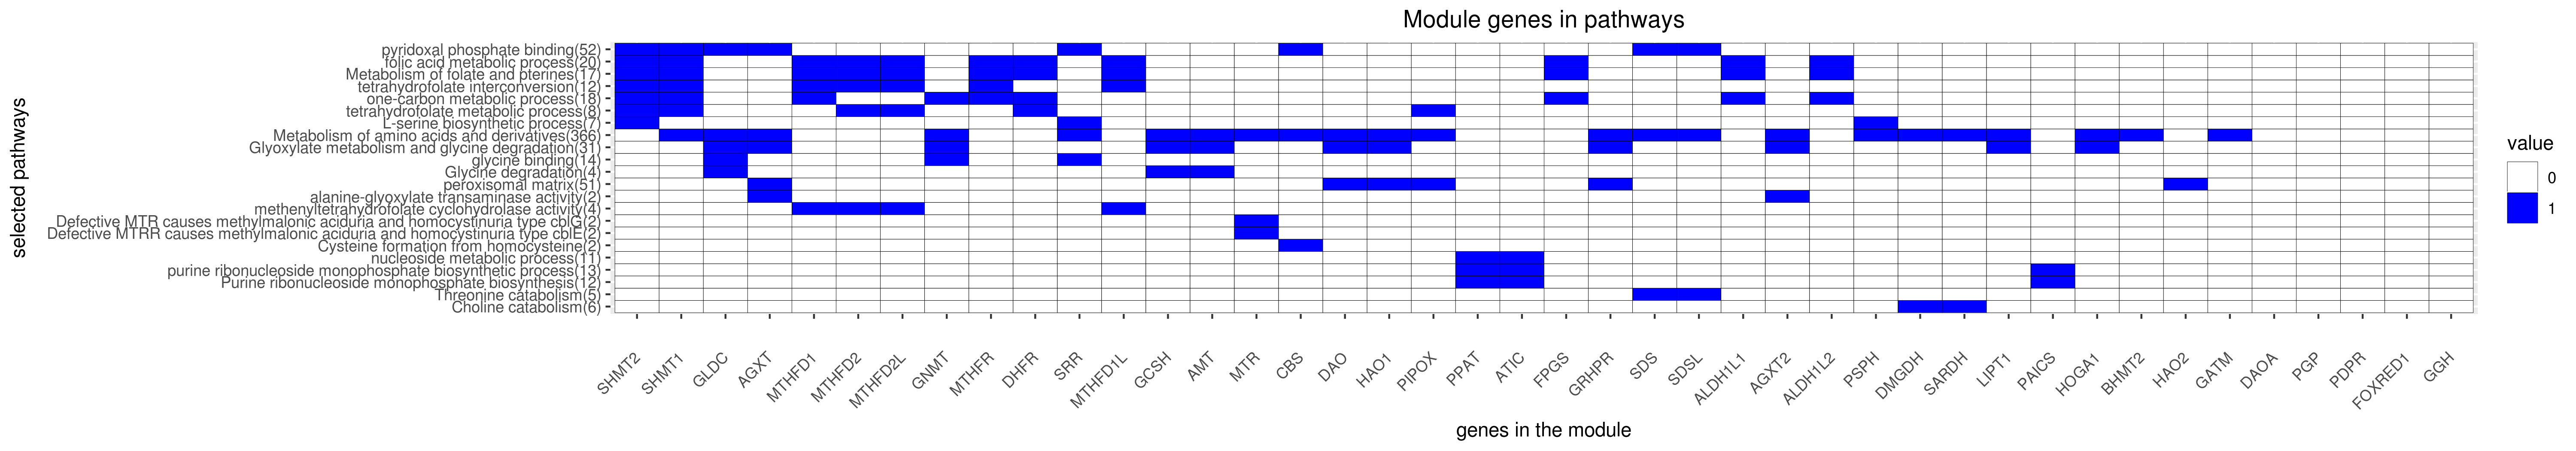 Module genes in pathways
selected pathways
pyridoxal phosphate binding(52)
folic acid metabolic process(20)
Metabolism of folate and pterines(17)
tetrahydrofolate interconversion(12)
one-carbon metabolic process(18)
tetrahydrofolate metabolic process(8)
L-serine biosynthetic process(7)
Metabolism of amino acids and derivatives(366)
Glyoxylate metabolism and glycine degradation(31)
glycine binding(14)
Glycine degradation(4)
peroxisomal matrix(51)
alanine-glyoxylate transaminase activity(2)
methenyltetrahydrofolate cyclohydrolase activity(4)
Defective MTR causes methylmalonic aciduria and homocystinuria type cblG(2)
Defective MTRR causes methylmalonic aciduria and homocystinuria type cblE(2)
Cysteine formation from homocysteine(2)
nucleoside metabolic process(11)
purine ribonucleoside monophosphate biosynthetic process(13)
Purine ribonucleoside monophosphate biosynthesis(12)
Threonine catabolism(5)
Choline catabolism(6)
SHMT2
SHMT1
GLDC
AGXT
MTHFD1
MTHFD2
MTHFD2L
GNMT
MTHFR
DHFR
SRR
MTHFD1L
GCSH
AMT
MTR
CBS
DAO
HAO1
PIPOX
PPAT
ATIC
FPGS
GRHPR
SDS
SDSL
ALDH1L1
AGXT2
ALDH1L2
PSPH
DMGDH
SARDH
LIPT1
PAICS
HOGA1
BHMT2
HAO2
GATM
DAOA
PGP
PDPR
FOXRED1
GGH
genes in the module
value
0
1